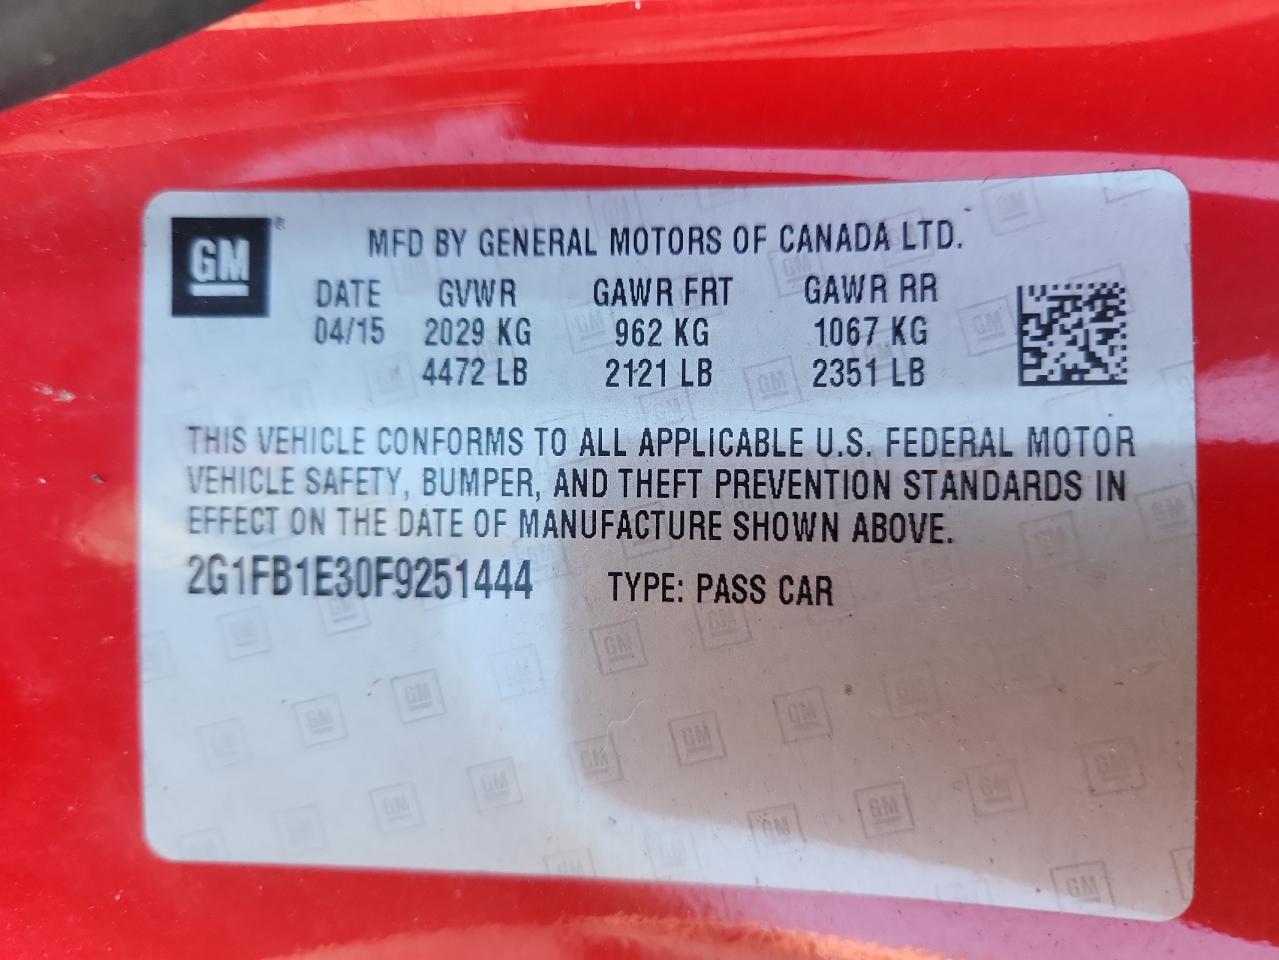 GM ®
MFD BY GENERAL MOTORS OF CANADA LTD.
DATE GVWR GAWR FRT GAWR RR
04/15 2029 KG 962 KG 1067 KG
4472 LB 2121 LB 2351 LB
THIS VEHICLE CONFORMS TO ALL APPLICABLE U.S. FEDERAL MOTOR
VEHICLE SAFETY, BUMPER, AND THEFT PREVENTION STANDARDS IN
EFFECT ON THE DATE OF MANUFACTURE SHOWN ABOVE.
2G1FB1E30F9251444 TYPE: PASS CAR